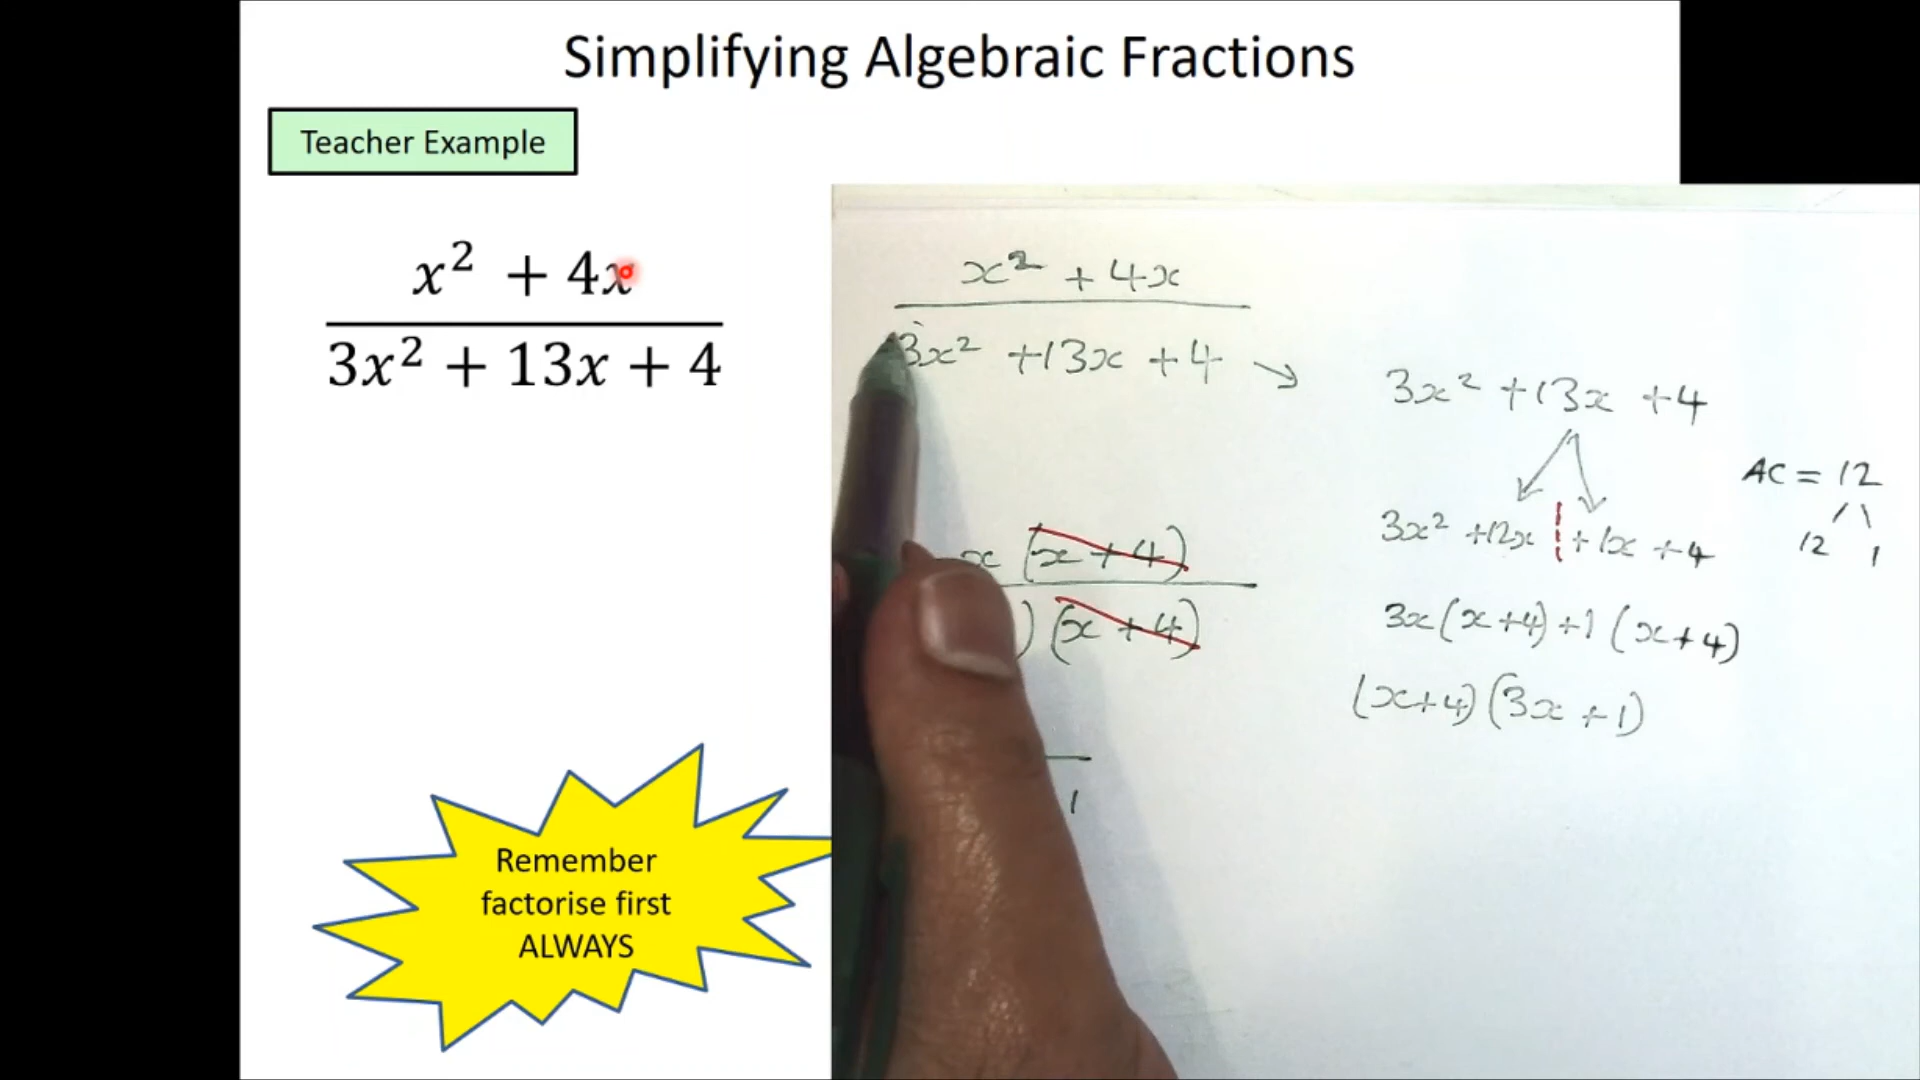 Simplifying Algebraic Fractions
Teacher Example
x² + 4x
3x² + 13x + 4
Remember
factorise first
ALWAYS
x² + 4x
3x² +13x + 4
x (x + 4)
) (x + 4)
1
3x² +13x +4
AC = 12
12 1
3x² +12x + 1x + 4
3x(x+4) +1 (x+4)
(x+4)(3x +1)